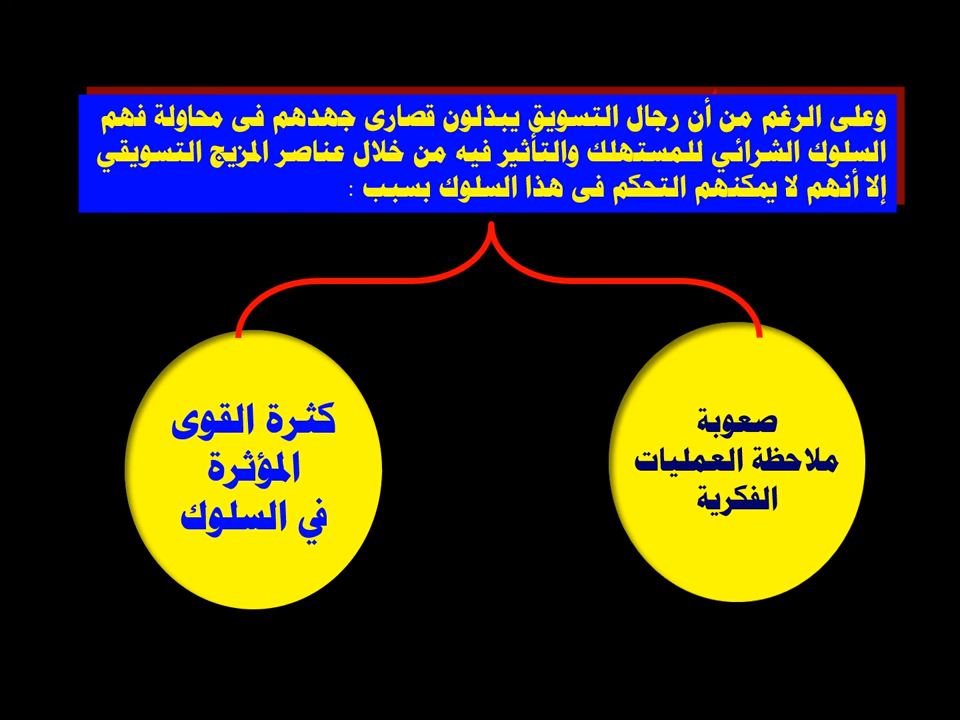 وعلى الرغم من أن رجال التسويق يبذلون قصارى جهدهم فى محاولة فهم
السلوك الشرائي للمستهلك والتأثير فيه من خلال عناصر المزيج التسويقي
إلا أنهم لا يمكنهم التحكم فى هذا السلوك بسبب :
صعوبة
ملاحظة العمليات
الفكرية
كثرة القوى
المؤثرة
في السلوك